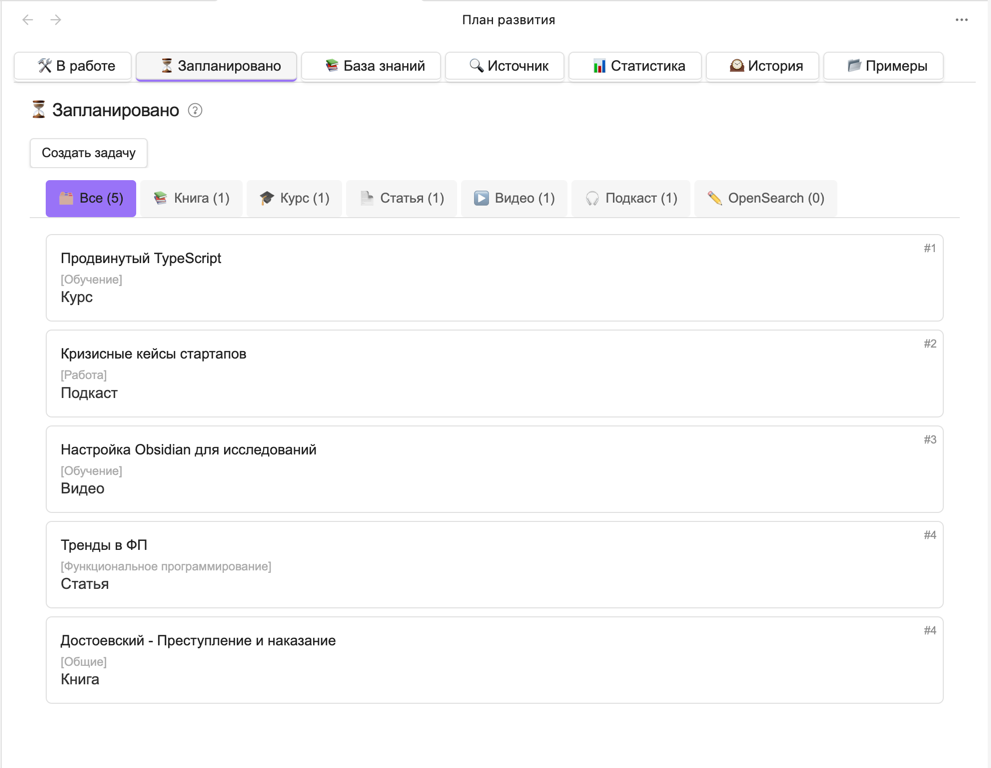 План развития
В работе
Запланировано
База знаний
Источник
Статистика
История
Примеры
Запланировано ?
Создать задачу
Все (5)
Книга (1)
Курс (1)
Статья (1)
Видео (1)
Подкаст (1)
OpenSearch (0)
#1
Продвинутый TypeScript
[Обучение]
Курс
#2
Кризисные кейсы стартапов
[Работа]
Подкаст
#3
Настройка Obsidian для исследований
[Обучение]
Видео
#4
Тренды в ФП
[Функциональное программирование]
Статья
#4
Достоевский - Преступление и наказание
[Общие]
Книга